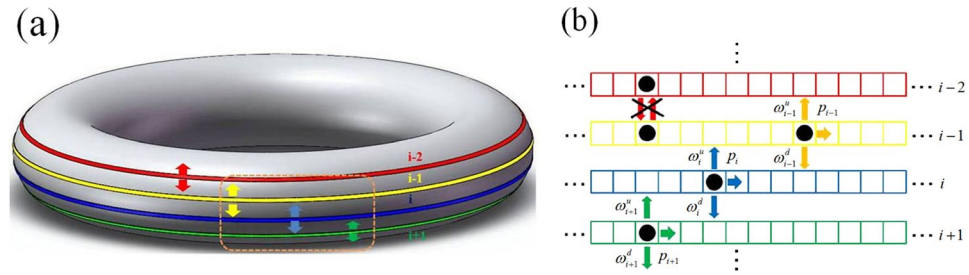 (a)
i-2
i-1
i
i+1
(b)
⋮
⋯ ⋯ i−2
ω^u_{i−1} p_{i−1}
⋯ ⋯ i−1
ω^u_i p_i ω^d_{i−1}
⋯ ⋯ i
ω^u_{i+1} ω^d_i
⋯ ⋯ i+1
ω^d_{i+1} p_{i+1}
⋮